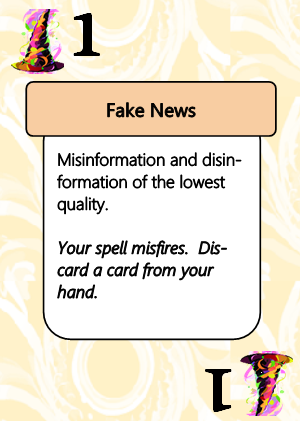 1
Fake News
Misinformation and disin-
formation of the lowest
quality.
Your spell misfires.  Dis-
card a card from your
hand.
1